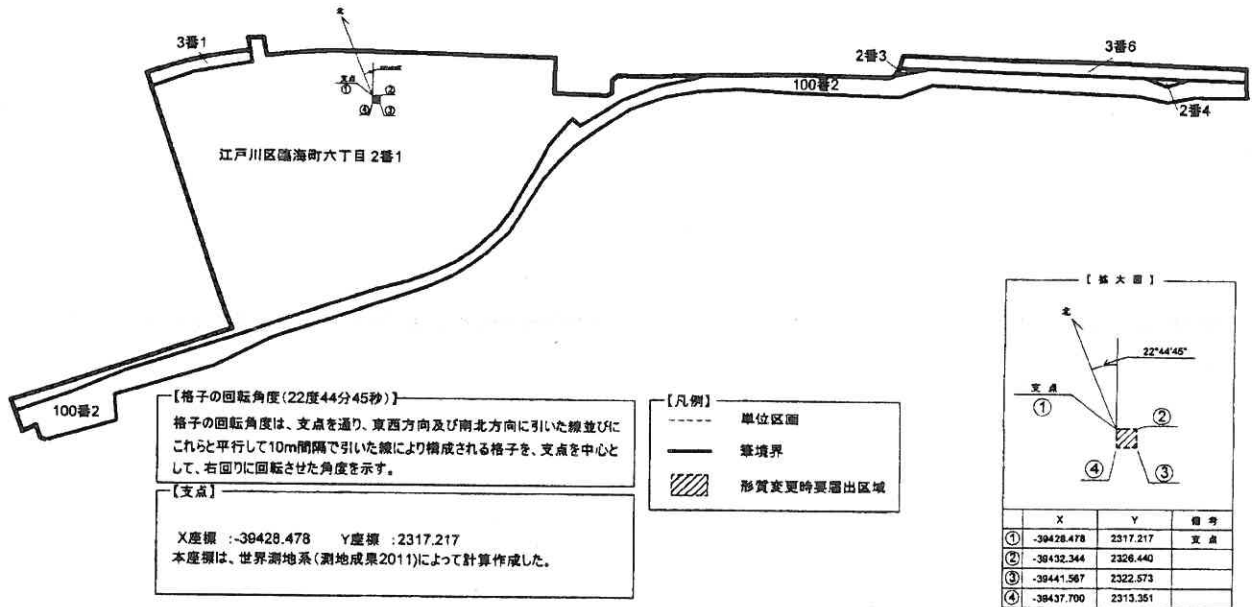 北
3番1
支点
①
②
④
③
江戸川区臨海町六丁目2番1
2番3
3番6
100番2
2番4
100番2
【格子の回転角度(22度44分45秒)】
格子の回転角度は、支点を通り、東西方向及び南北方向に引いた線並びに
これらと平行して10m間隔で引いた線により構成される格子を、支点を中心と
して、右回りに回転させた角度を示す。
【支点】
X座標 :-39428.478 Y座標 :2317.217
本座標は、世界測地系(測地成果2011)によって計算作成した。
【凡例】
単位区画
筆境界
形質変更時要届出区域
【拡大図】
北
22°44'45"
支点
①
②
④
③
X Y 備考
① -39428.478 2317.217 支点
② -39432.344 2326.440
③ -39441.567 2322.573
④ -39437.700 2313.351